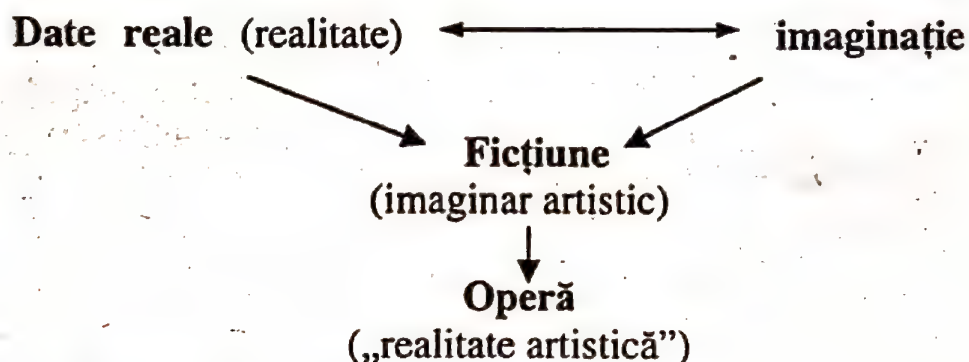 Date reale (realitate) imaginație
Ficțiune
(imaginar artistic)
Operă
(„realitate artistică”)